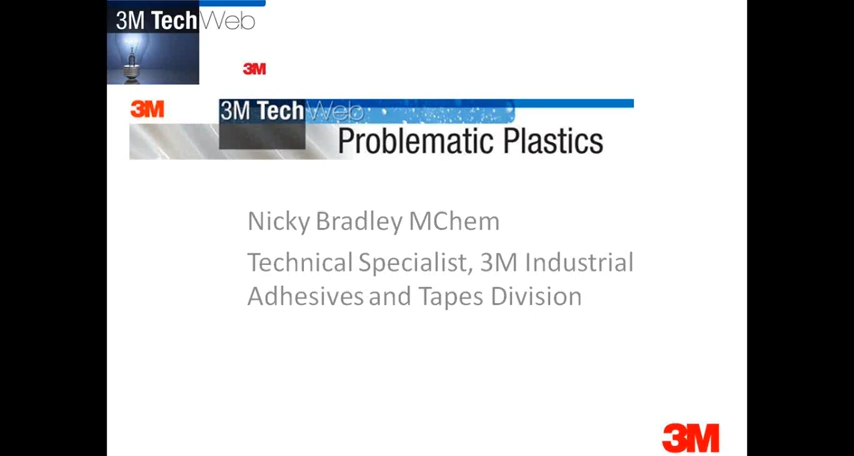 3M TechWeb
3M
3M
3M TechWeb
Problematic Plastics
Nicky Bradley MChem
Technical Specialist, 3M Industrial
Adhesives and Tapes Division
3M